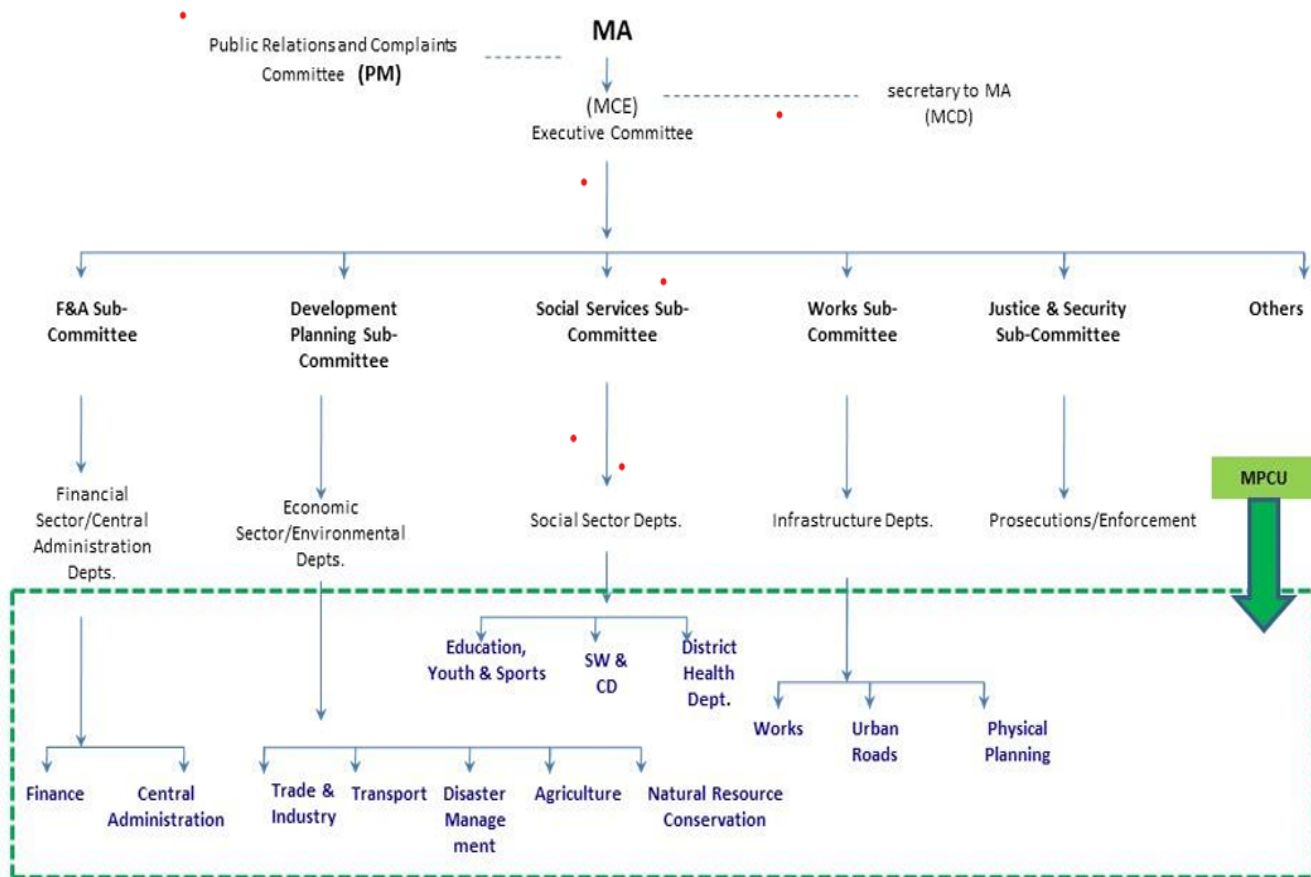 MA
Public Relations and Complaints
Committee (PM)
(MCE)
Executive Committee
secretary to MA
(MCD)
F&A Sub-
Committee
Development
Planning Sub-
Committee
Social Services Sub-
Committee
Works Sub-
Committee
Justice & Security
Sub-Committee
Others
MPCU
Financial
Sector/Central
Administration
Depts.
Economic
Sector/Environmental
Depts.
Social Sector Depts.
Infrastructure Depts.
Prosecutions/Enforcement
Education,
Youth & Sports
SW &
CD
District
Health
Dept.
Works
Urban
Roads
Physical
Planning
Finance
Central
Administration
Trade &
Industry
Transport
Disaster
Manage
ment
Agriculture
Natural Resource
Conservation